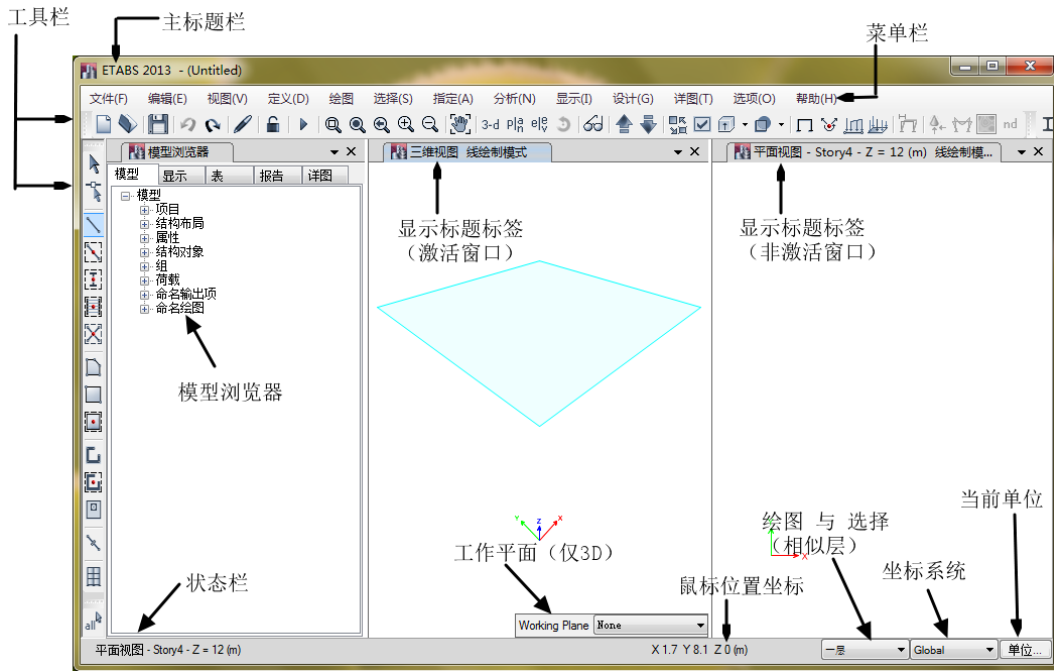 工具栏
主标题栏
菜单栏
ETABS 2013 - (Untitled)
文件(F) 编辑(E) 视图(V) 定义(D) 绘图 选择(S) 指定(A) 分析(N) 显示(I) 设计(G) 详图(T) 选项(O) 帮助(H)
3-d
nd
模型浏览器
三维视图 线绘制模式
平面视图 - Story4 - Z = 12 (m) 线绘制模...
模型 显示 表 报告 详图
模型
项目
结构布局
属性
结构对象
组
荷载
命名输出项
命名绘图
显示标题标签
（激活窗口）
显示标题标签
（非激活窗口）
模型浏览器
当前单位
绘图 与 选择
（相似层）
Y Z X
X
工作平面（仅3D）
坐标系统
状态栏
鼠标位置坐标
all
Working Plane None
平面视图 - Story4 - Z = 12 (m)
X 1.7 Y 8.1 Z 0 (m)
一层
Global
单位...